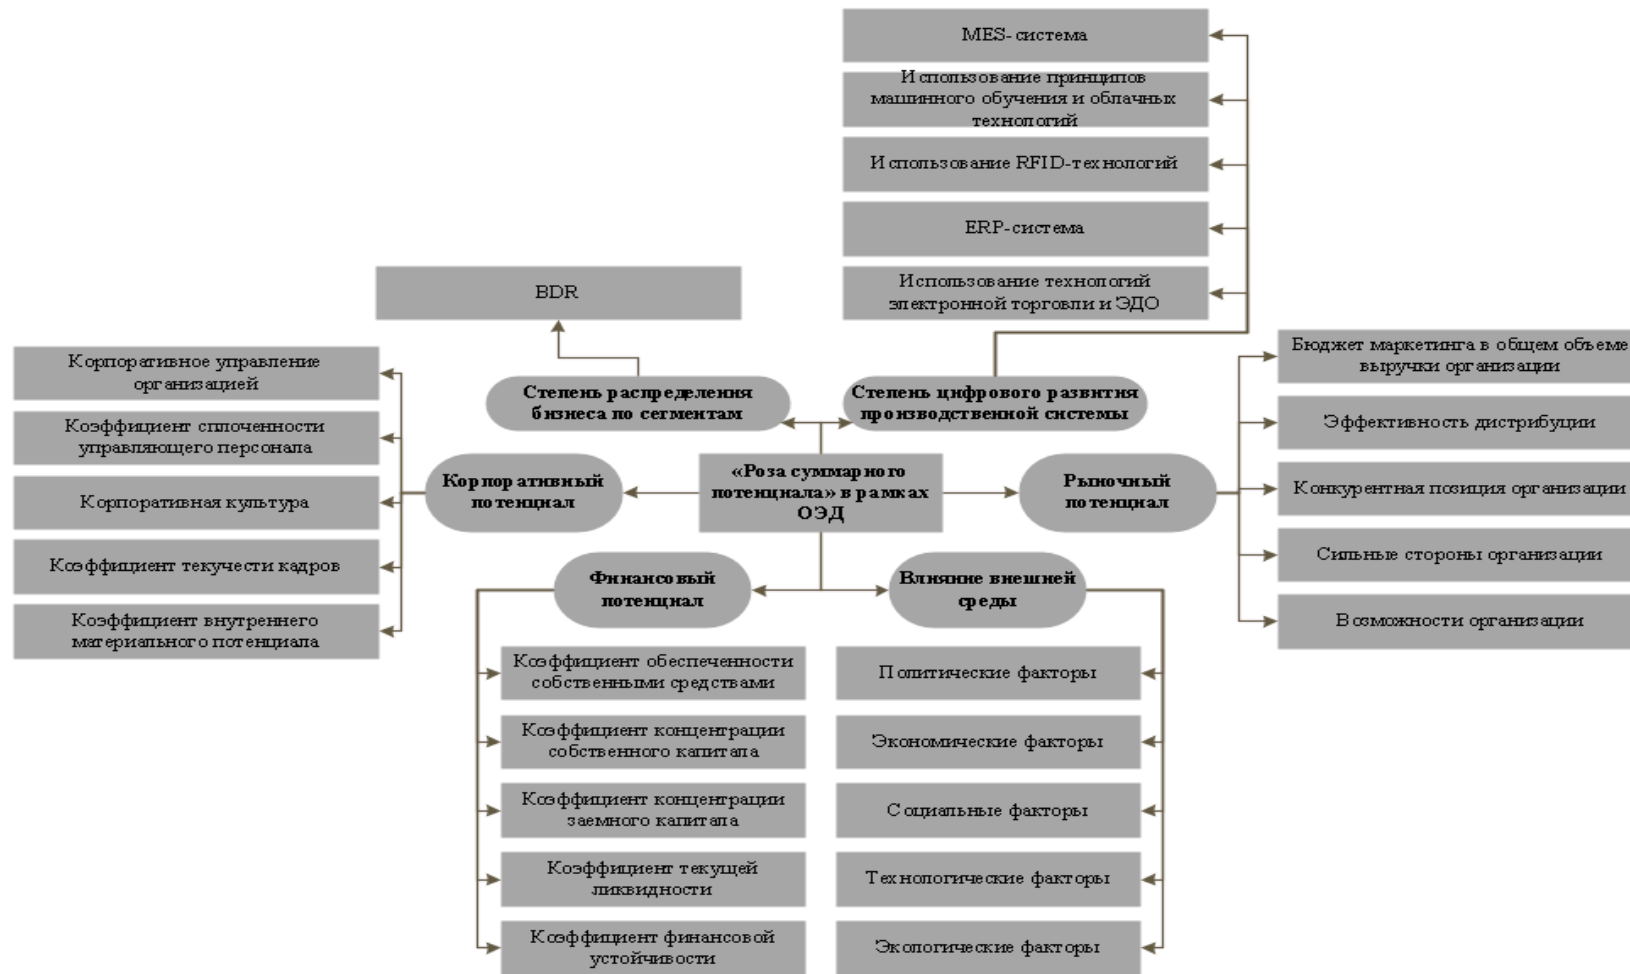 MES-система
Использование принципов
машинного обучения и облачных
технологий
Использование RFID-технологий
ERP-система
Использование технологий
электронной торговли и ЭДО
BDR
Степень распределения
бизнеса по сегментам
Степень цифрового развития
производственной системы
Корпоративное управление
организацией
Коэффициент сплоченности
управляющего персонала
Корпоративная культура
Коэффициент текучести кадров
Коэффициент внутреннего
материального потенциала
Корпоративный
потенциал
«Роза суммарного
потенциала» в рамках
ОЭД
Рыночный
потенциал
Бюджет маркетинга в общем объеме
выручки организации
Эффективность дистрибуции
Конкурентная позиция организации
Сильные стороны организации
Возможности организации
Финансовый
потенциал
Влияние внешней
среды
Коэффициент обеспеченности
собственными средствами
Коэффициент концентрации
собственного капитала
Коэффициент концентрации
заемного капитала
Коэффициент текущей
ликвидности
Коэффициент финансовой
устойчивости
Политические факторы
Экономические факторы
Социальные факторы
Технологические факторы
Экологические факторы